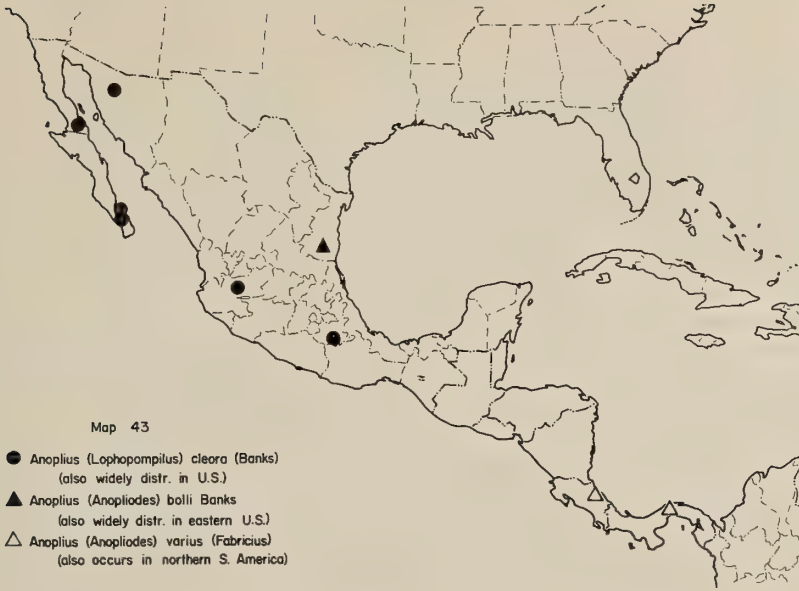 Map 43
Anoplius (Lophopompilus) cleora (Banks)
(also widely distr. in U.S.)
Anoplius (Anopliodes) bolli Banks
(also widely distr. in eastern U.S.)
Anoplius (Anopliodes) varius (Fabricius)
(also occurs in northern S. America)